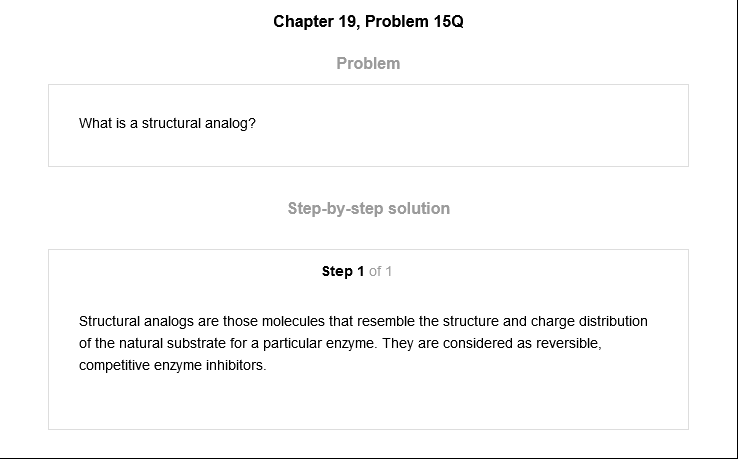 Chapter 19, Problem 15Q
Problem
What is a structural analog?
Step-by-step solution
Step 1 of 1
Structural analogs are those molecules that resemble the structure and charge distribution
of the natural substrate for a particular enzyme. They are considered as reversible,
competitive enzyme inhibitors.